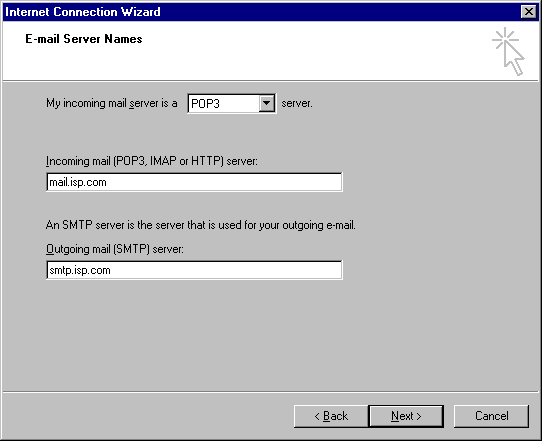 Internet Connection Wizard
E-mail Server Names
My incoming mail server is a POP3 server.
Incoming mail (POP3, IMAP or HTTP) server:
mail.isp.com
An SMTP server is the server that is used for your outgoing e-mail.
Outgoing mail (SMTP) server:
smtp.isp.com
< Back Next > Cancel